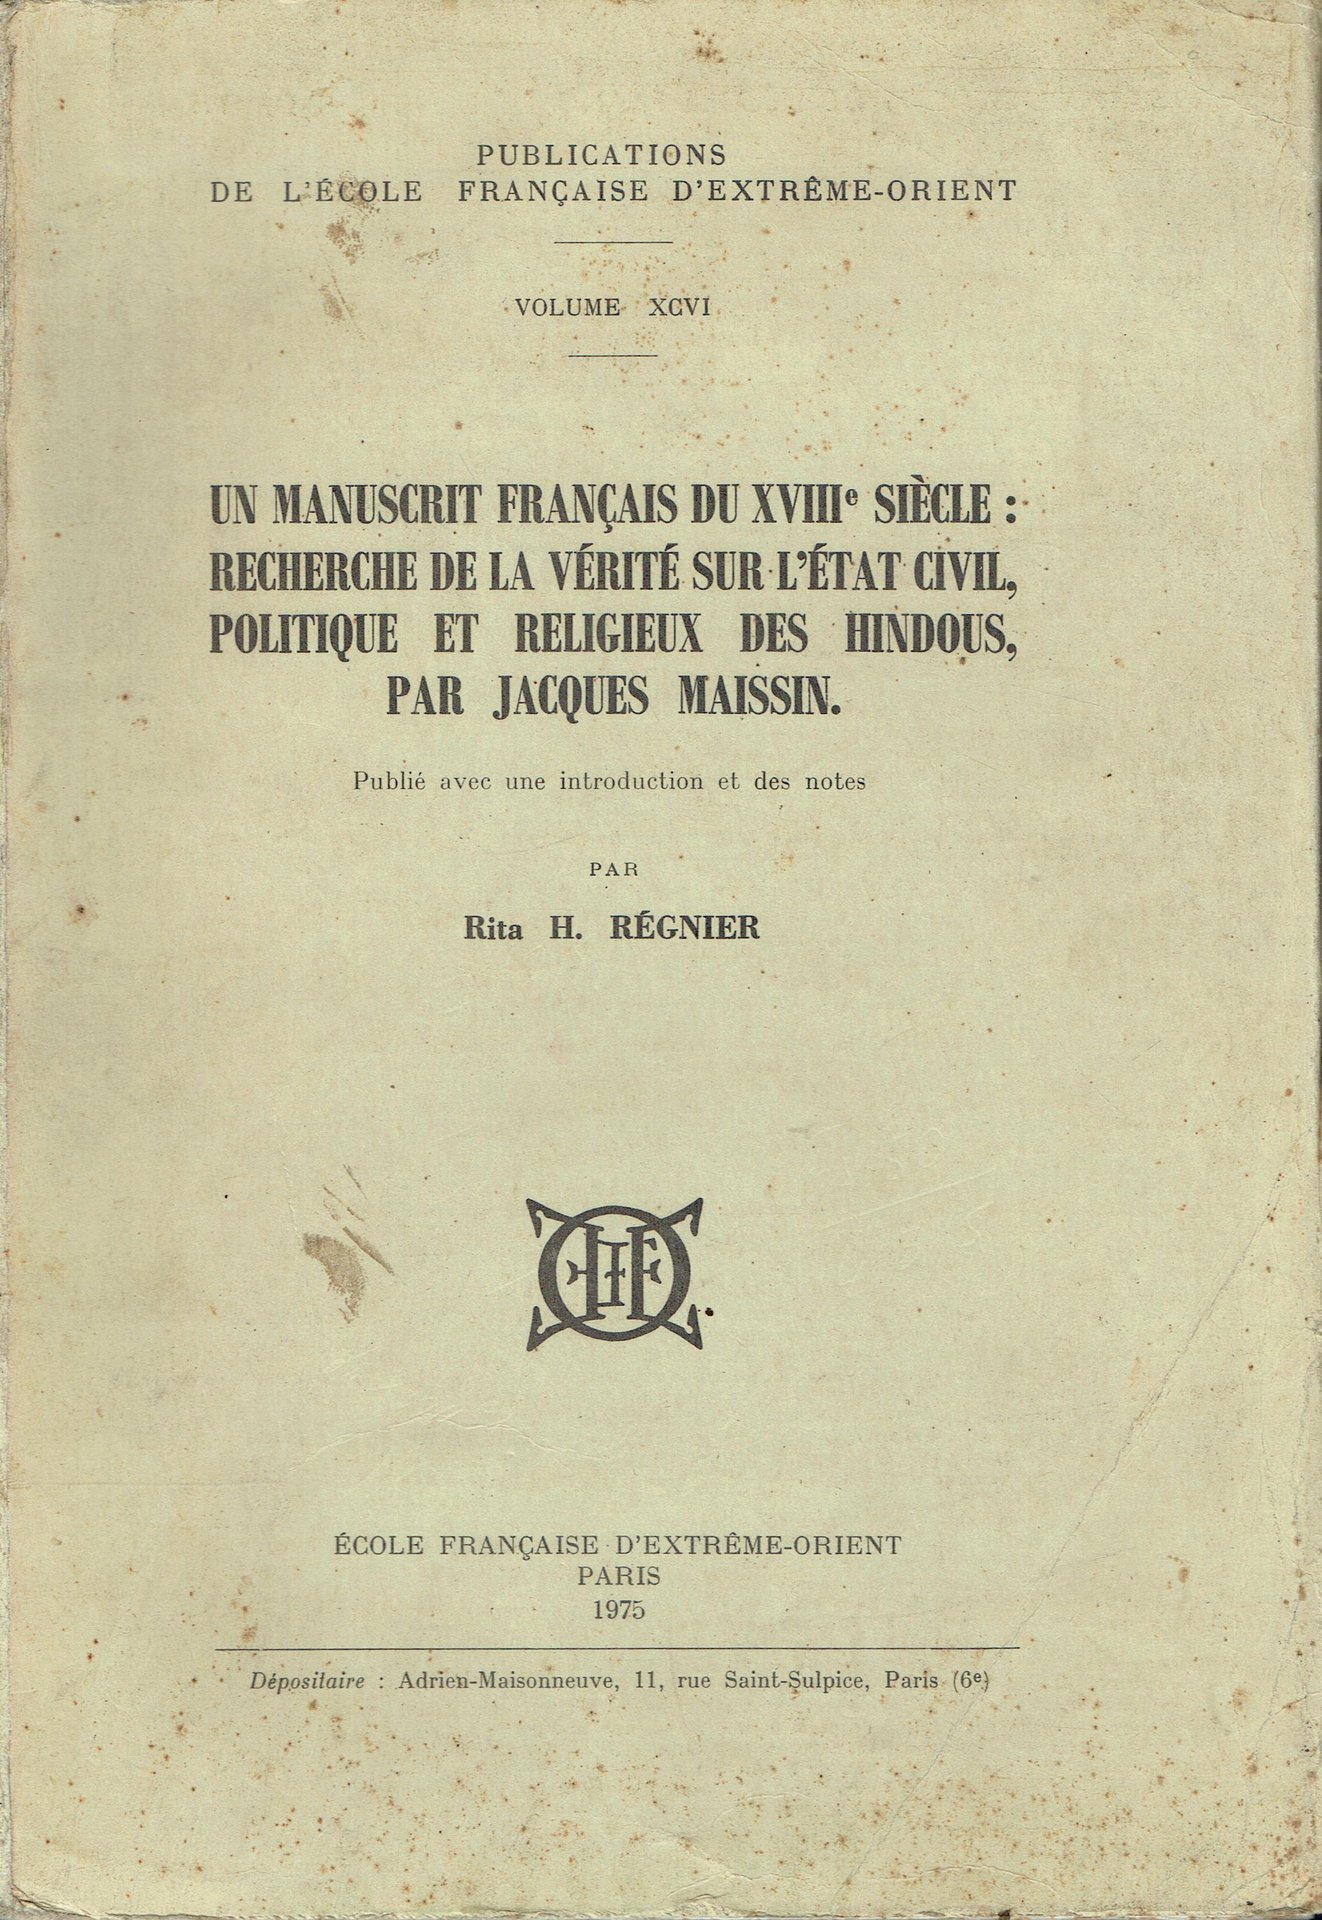 PUBLICATIONS
DE L'ÉCOLE FRANÇAISE D'EXTRÊME-ORIENT
VOLUME XCVI
UN MANUSCRIT FRANÇAIS DU XVIIIe SIÈCLE :
RECHERCHE DE LA VÉRITÉ SUR L'ÉTAT CIVIL,
POLITIQUE ET RELIGIEUX DES HINDOUS,
PAR JACQUES MAISSIN.
Publié avec une introduction et des notes
PAR
Rita H. RÉGNIER
ÉCOLE FRANÇAISE D'EXTRÊME-ORIENT
PARIS
1975
Dépositaire : Adrien-Maisonneuve, 11, rue Saint-Sulpice, Paris (6e)